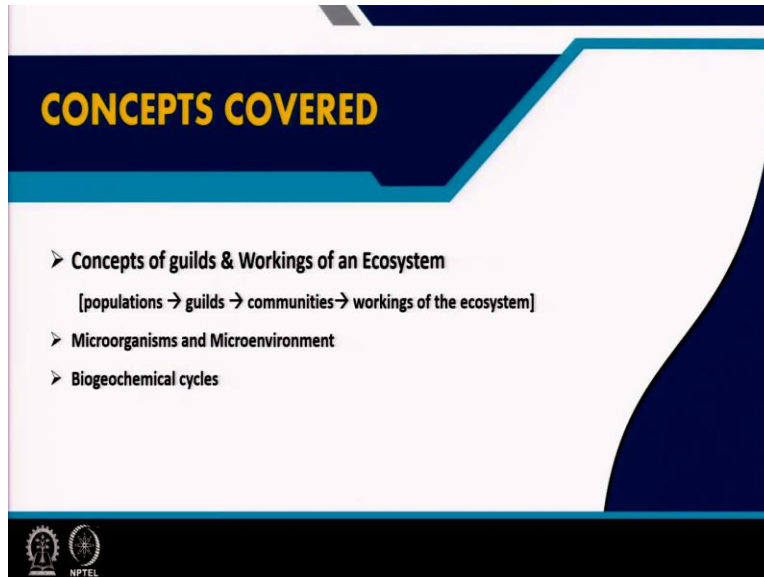 CONCEPTS COVERED
➢ Concepts of guilds & Workings of an Ecosystem
[populations → guilds → communities→ workings of the ecosystem]
➢ Microorganisms and Microenvironment
➢ Biogeochemical cycles
NPTEL